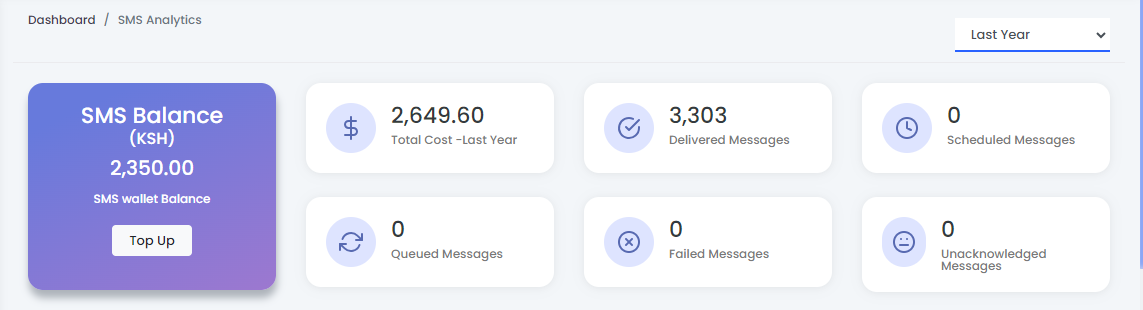 Dashboard / SMS Analytics
Last Year
SMS Balance
(KSH)
2,350.00
SMS wallet Balance
Top Up
2,649.60
Total Cost -Last Year
3,303
Delivered Messages
0
Scheduled Messages
0
Queued Messages
0
Failed Messages
0
Unacknowledged
Messages